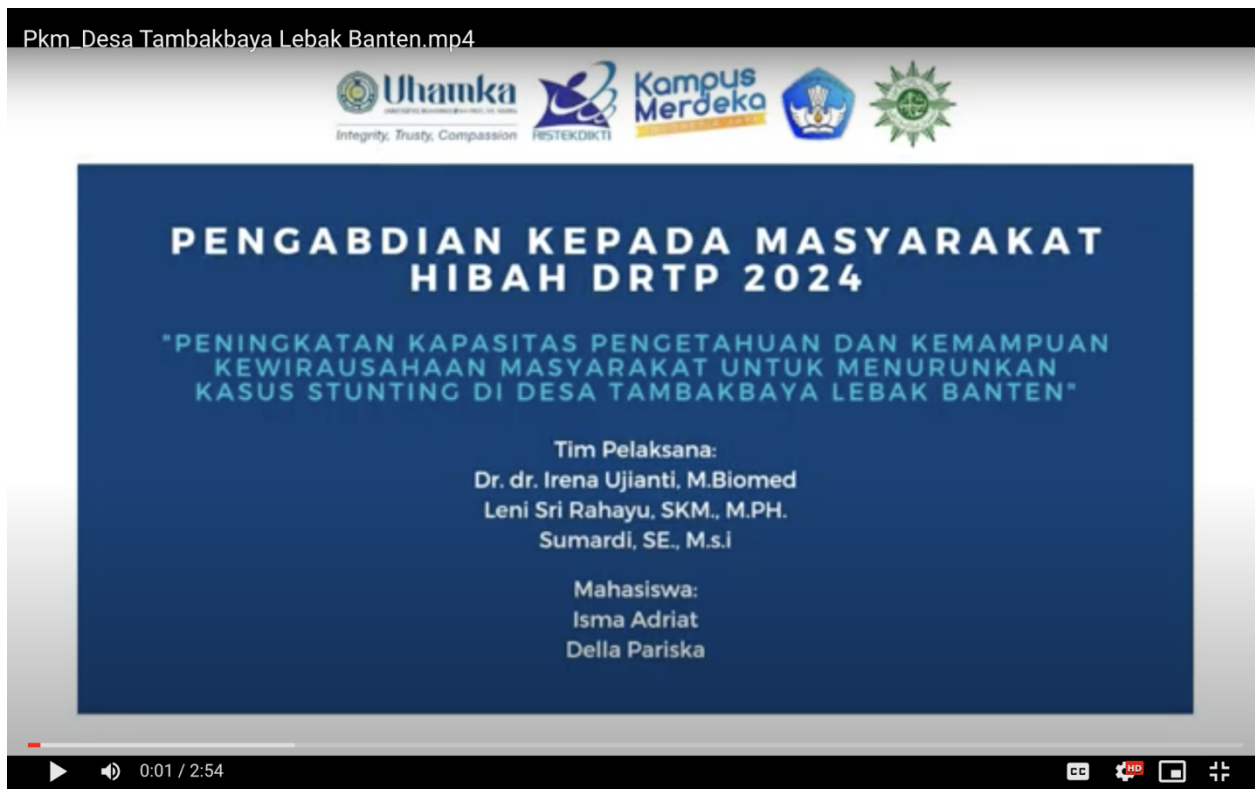 Pkm_Desa Tambakbaya Lebak Banten.mp4
Uhamka
Integrity, Trusty, Compassion
RISTEKDIKTI
Kampus
Merdeka
INDONESIA JAYA
PENGABDIAN KEPADA MASYARAKAT
HIBAH DRTP 2024
"PENINGKATAN KAPASITAS PENGETAHUAN DAN KEMAMPUAN
KEWIRAUSAHAAN MASYARAKAT UNTUK MENURUNKAN
KASUS STUNTING DI DESA TAMBAKBAYA LEBAK BANTEN"
Tim Pelaksana:
Dr. dr. Irena Ujianti, M.Biomed
Leni Sri Rahayu, SKM., M.PH.
Sumardi, SE., M.s.i
Mahasiswa:
Isma Adriat
Della Pariska
0:01 / 2:54
CC
HD